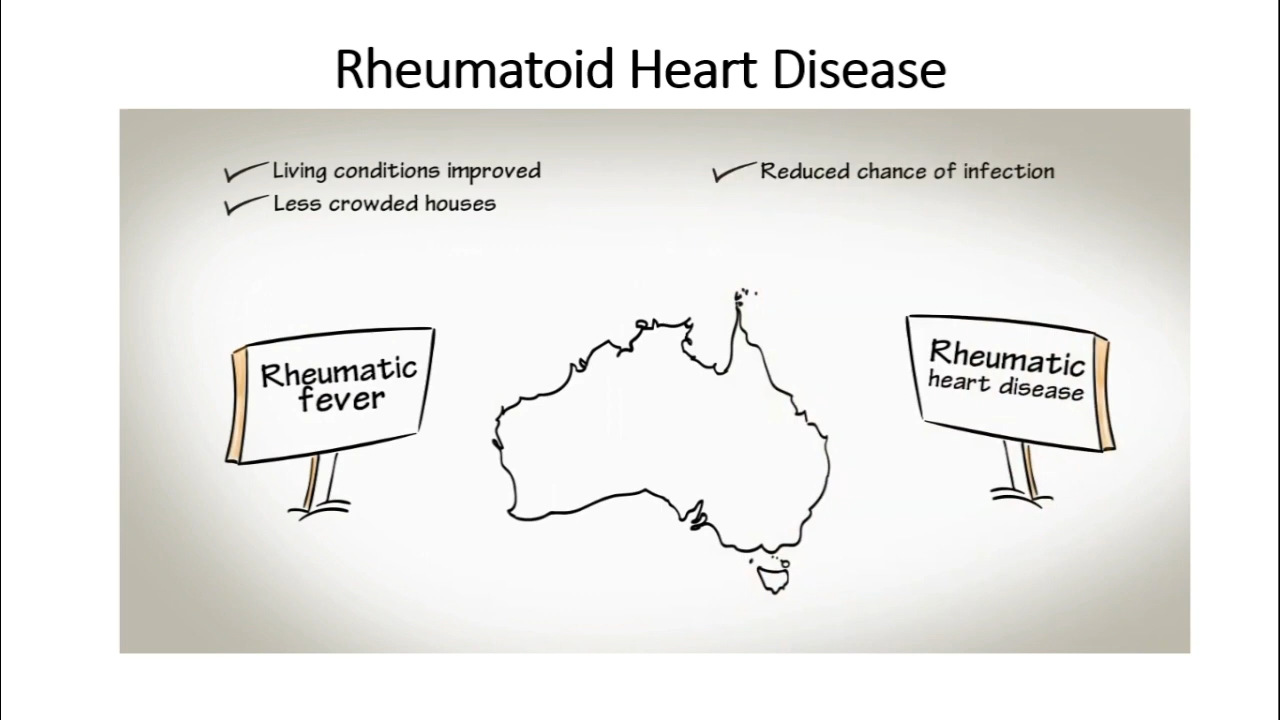 Rheumatoid Heart Disease
Living conditions improved
Less crowded houses
Reduced chance of infection
Rheumatic
fever
Rheumatic
heart disease